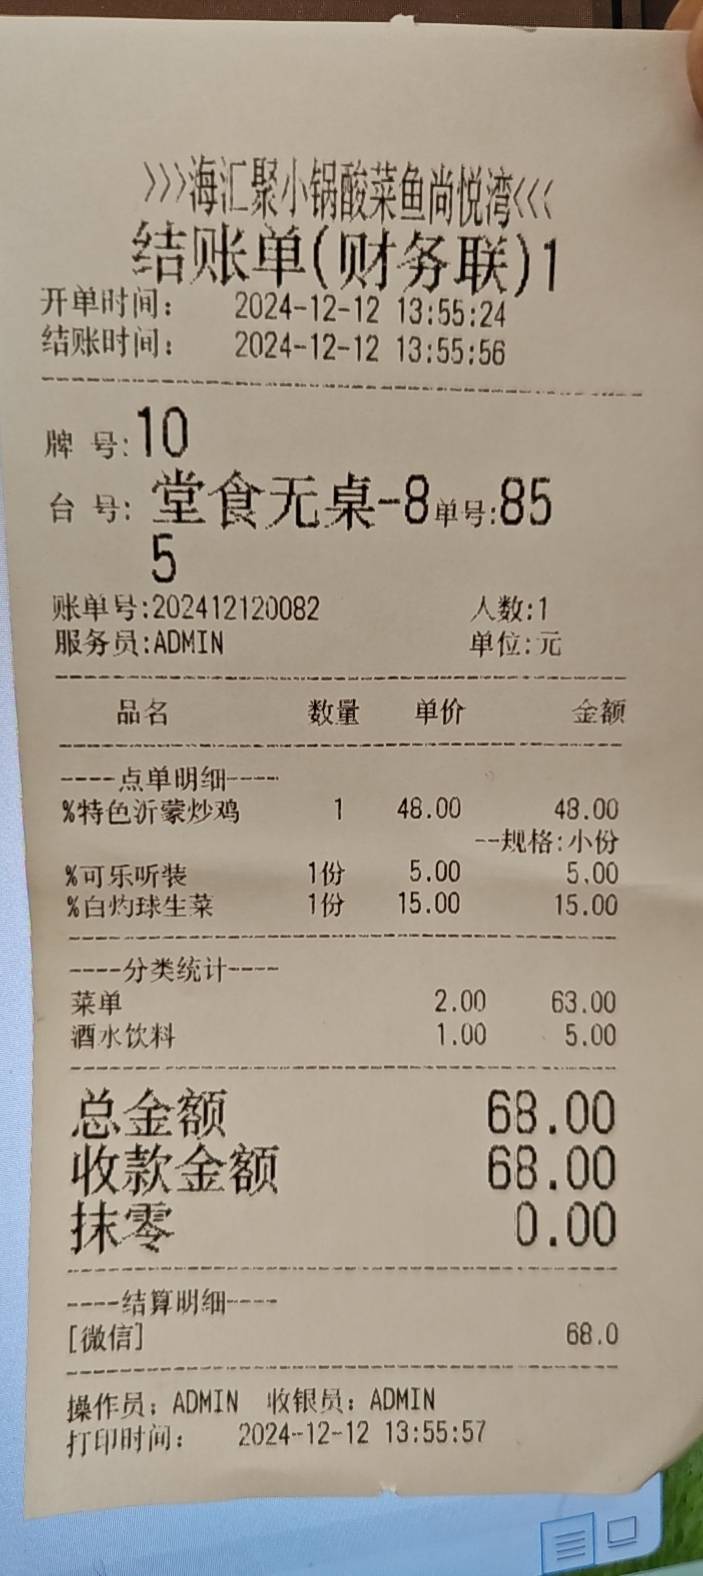 >>>海汇聚小锅酸菜鱼尚悦湾<<<
结账单(财务联)1
开单时间: 2024-12-12 13:55:24
结账时间: 2024-12-12 13:55:56
牌 号:10
台 号: 堂食无桌-8单号:85
5
账单号:202412120082 人数:1
服务员:ADMIN 单位:元
品名 数量 单价 金额
----点单明细----
%特色沂蒙炒鸡 1 48.00 48.00
--规格:小份
%可乐听装 1份 5.00 5.00
%白灼球生菜 1份 15.00 15.00
----分类统计----
菜单 2.00 63.00
酒水饮料 1.00 5.00
总金额 68.00
收款金额 68.00
抹零 0.00
----结算明细----
[微信] 68.0
操作员: ADMIN 收银员: ADMIN
打印时间: 2024-12-12 13:55:57